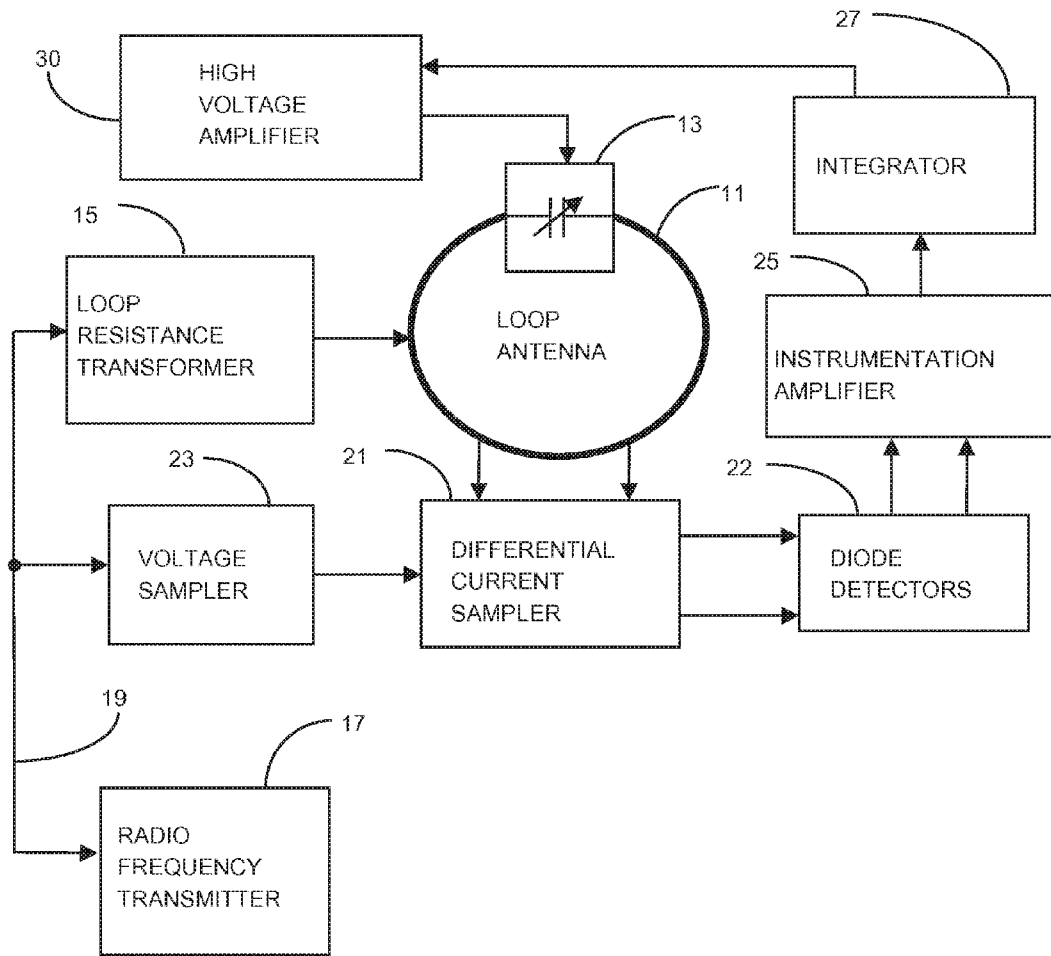 27
30
HIGH
VOLTAGE
AMPLIFIER
13
INTEGRATOR
11
15
25
LOOP
RESISTANCE
TRANSFORMER
LOOP
ANTENNA
INSTRUMENTATION
AMPLIFIER
23
21
22
VOLTAGE
SAMPLER
DIFFERENTIAL
CURRENT
SAMPLER
DIODE
DETECTORS
19
17
RADIO
FREQUENCY
TRANSMITTER